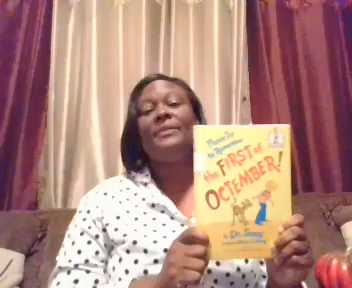 Please Try
to Remember
the FIRST of
OCTEMBER!
by Dr. Seuss